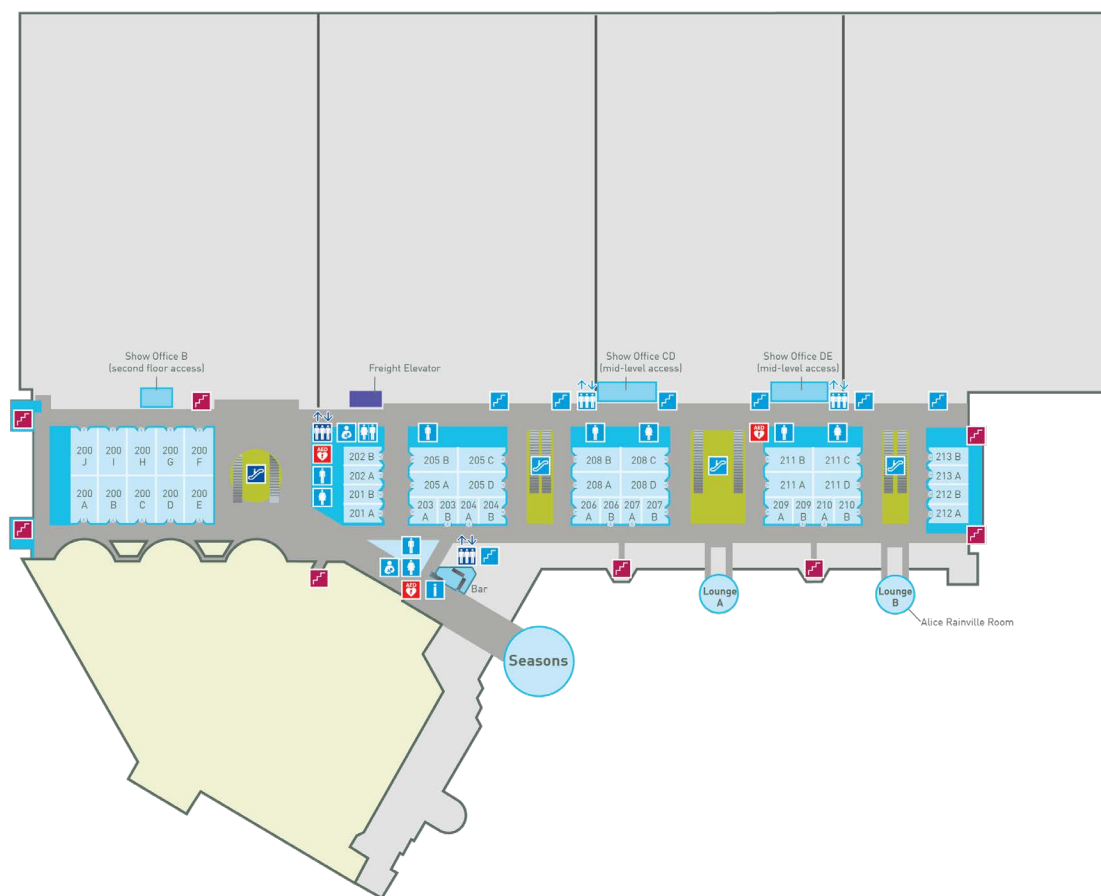 Show Office B
(second floor access)
Freight Elevator
Show Office CD
(mid-level access)
Show Office DE
(mid-level access)
AED
200
J
200
I
200
H
200
G
200
F
200
A
200
B
200
C
200
D
200
E
202 B
202 A
201 B
201 A
205 B
205 C
205 A
205 D
203
A
203
B
204
A
204
B
208 B
208 C
208 A
208 D
206
A
206
B
207
A
207
B
AED
211 B
211 C
211 A
211 D
209
A
209
B
210
A
210
B
213 B
213 A
212 B
212 A
AED
i
Bar
Seasons
Lounge
A
Lounge
B
Alice Rainville Room